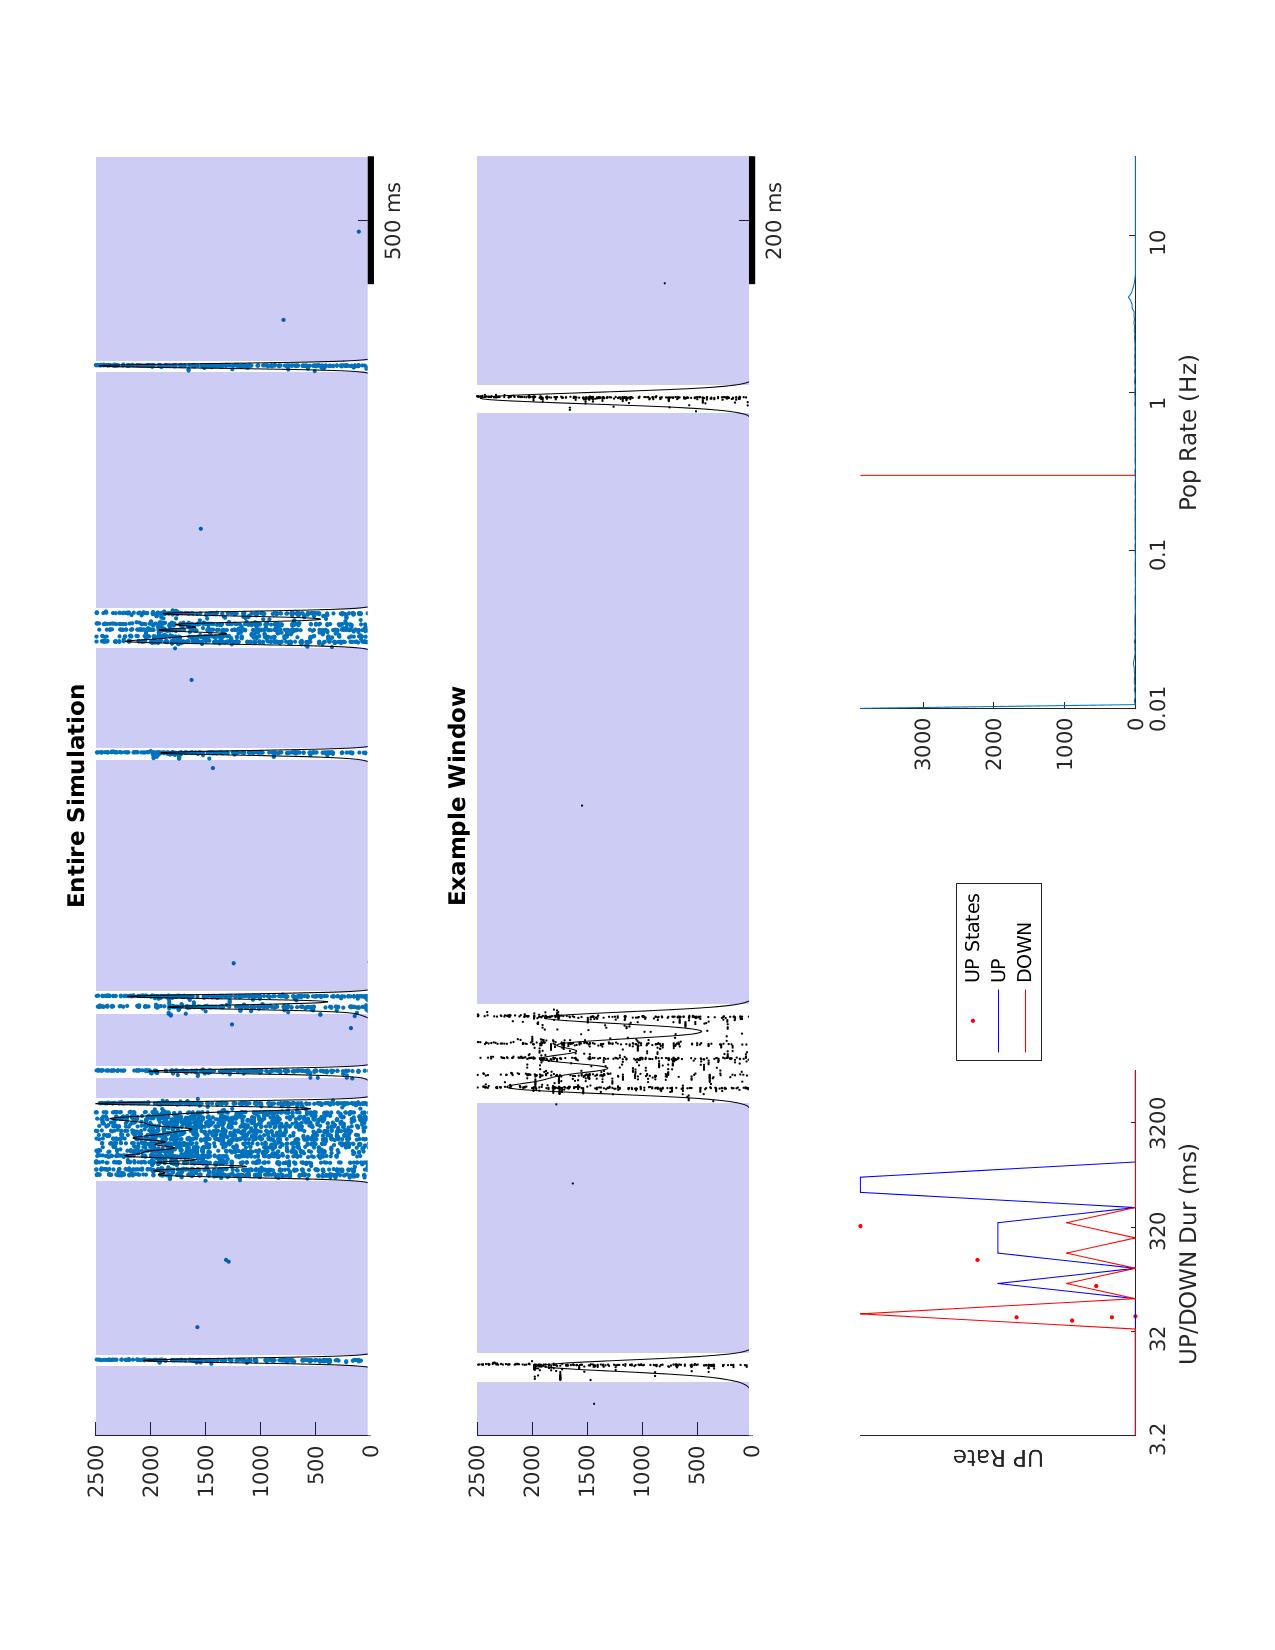 Entire Simulation
2500
2000
1500
1000
500
0
500 ms
Example Window
2500
2000
1500
1000
500
0
200 ms
UP Rate
3.2 32 320 3200
UP/DOWN Dur (ms)
UP States
UP
DOWN
3000
2000
1000
0
0.01 0.1 1 10
Pop Rate (Hz)